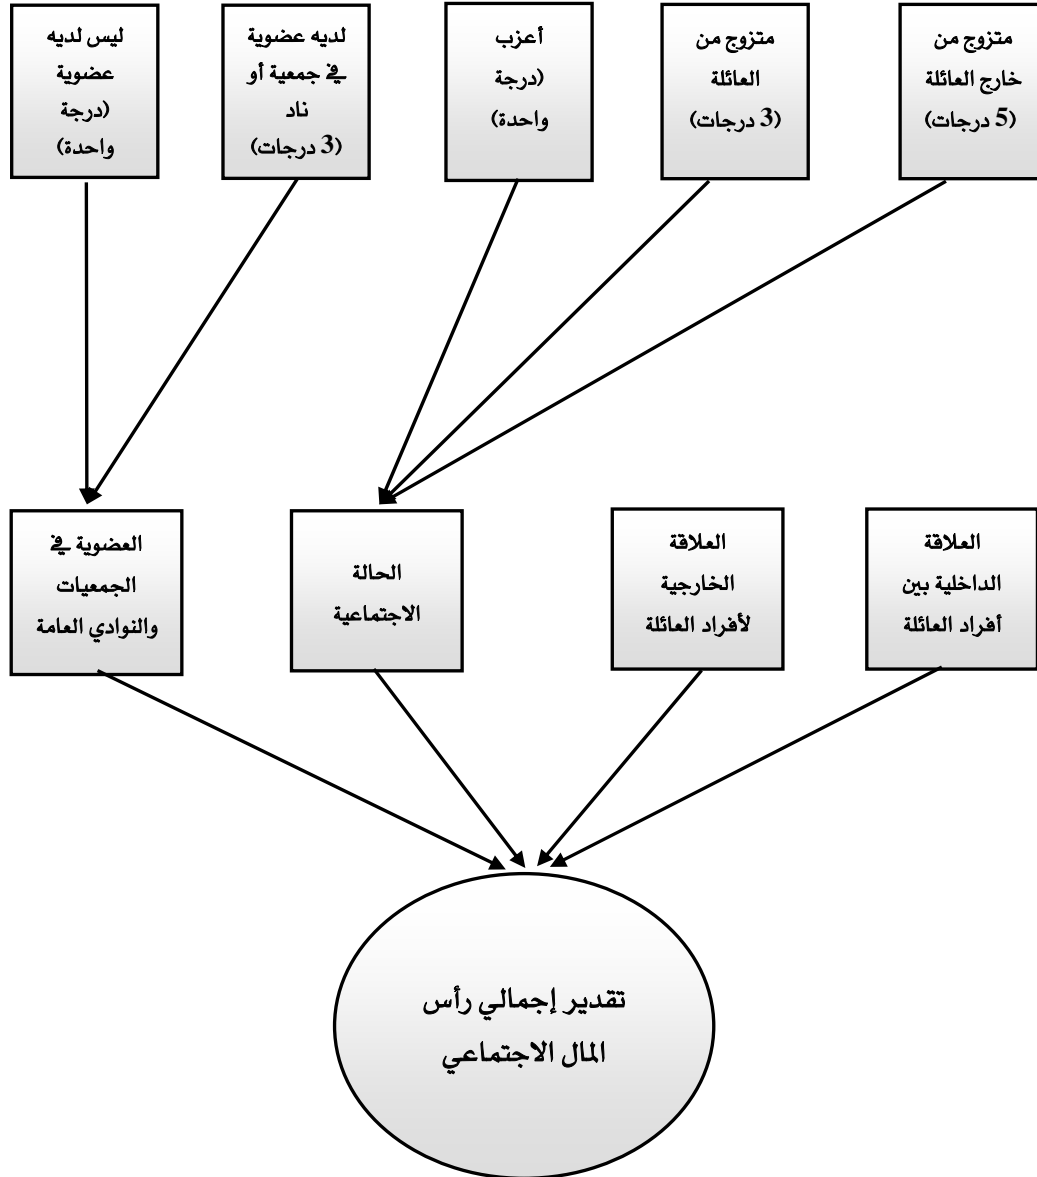 متزوج من
خارج العائلة
(5 درجات)
متزوج من
العائلة
(3 درجات)
أعزب
(درجة
واحدة)
لديه عضوية
في جمعية أو
ناد
(3 درجات)
ليس لديه
عضوية
(درجة
واحدة)
العلاقة
الداخلية بين
أفراد العائلة
العلاقة
الخارجية
لأفراد العائلة
الحالة
الاجتماعية
العضوية في
الجمعيات
والنوادي العامة
تقدير إجمالي رأس
المال الاجتماعي